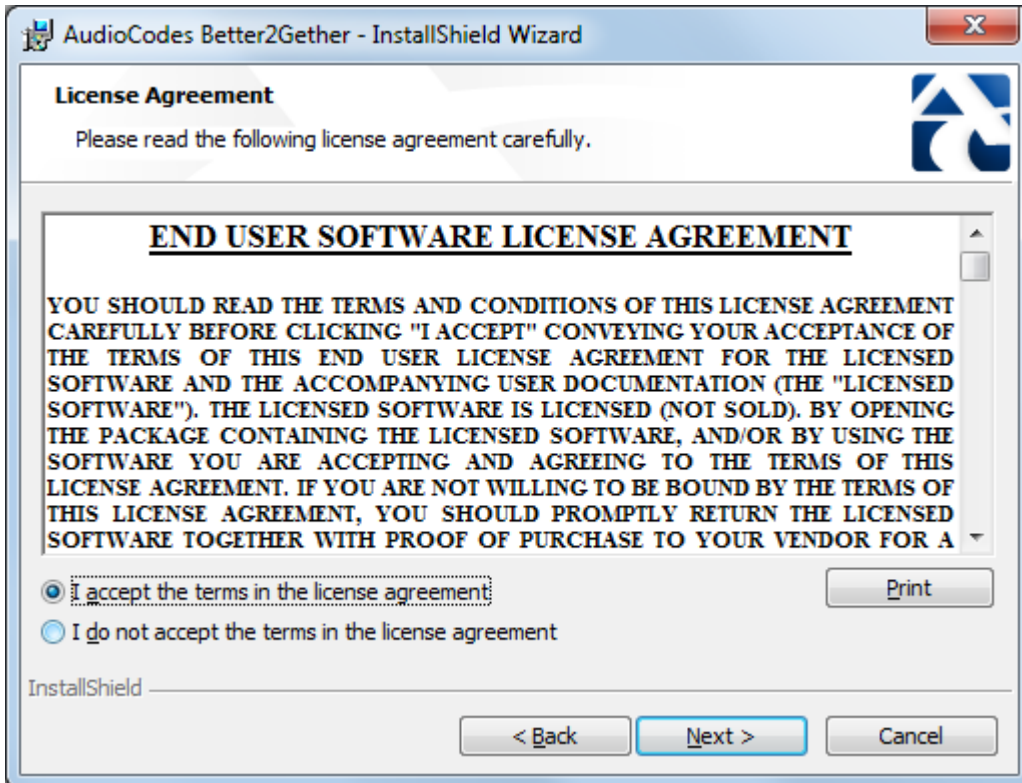 AudioCodes Better2Gether - InstallShield Wizard
License Agreement
Please read the following license agreement carefully.
END USER SOFTWARE LICENSE AGREEMENT
YOU SHOULD READ THE TERMS AND CONDITIONS OF THIS LICENSE AGREEMENT
CAREFULLY BEFORE CLICKING "I ACCEPT" CONVEYING YOUR ACCEPTANCE OF
THE TERMS OF THIS END USER LICENSE AGREEMENT FOR THE LICENSED
SOFTWARE AND THE ACCOMPANYING USER DOCUMENTATION (THE "LICENSED
SOFTWARE"). THE LICENSED SOFTWARE IS LICENSED (NOT SOLD). BY OPENING
THE PACKAGE CONTAINING THE LICENSED SOFTWARE, AND/OR BY USING THE
SOFTWARE YOU ARE ACCEPTING AND AGREEING TO THE TERMS OF THIS
LICENSE AGREEMENT. IF YOU ARE NOT WILLING TO BE BOUND BY THE TERMS OF
THIS LICENSE AGREEMENT, YOU SHOULD PROMPTLY RETURN THE LICENSED
SOFTWARE TOGETHER WITH PROOF OF PURCHASE TO YOUR VENDOR FOR A
I accept the terms in the license agreement
Print
I do not accept the terms in the license agreement
InstallShield
< Back Next > Cancel